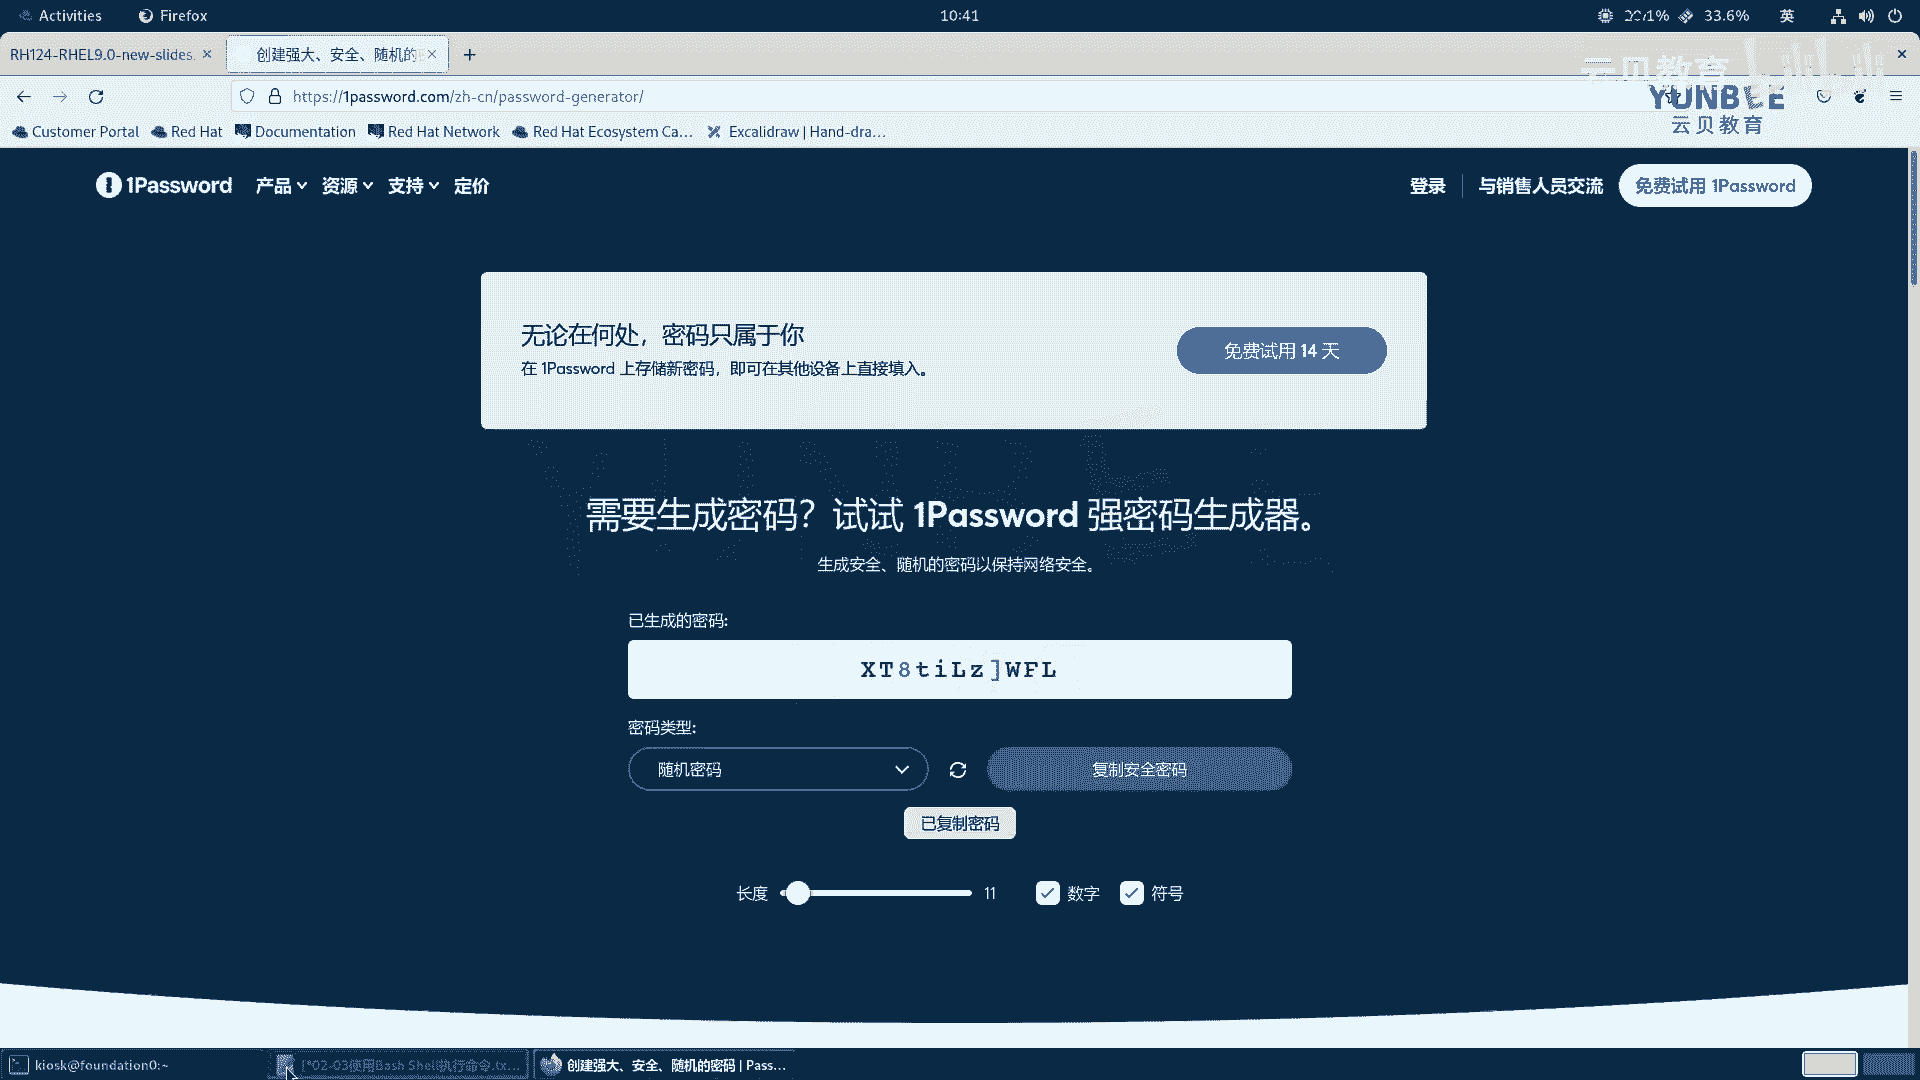 Activities
Firefox
10:41
33.6%
英
RH124-RHEL9.0-new-slides.
创建强大、安全、随机的
https://1password.com/zh-cn/password-generator/
YUNBEE
云贝教育
Customer Portal
Red Hat
Documentation
Red Hat Network
Red Hat Ecosystem Ca...
Excalidraw | Hand-dra...
1Password
产品
资源
支持
定价
登录
与销售人员交流
免费试用 1Password
无论在何处，密码只属于你
在 1Password 上存储新密码，即可在其他设备上直接填入。
免费试用 14 天
需要生成密码？试试 1Password 强密码生成器。
生成安全、随机的密码以保持网络安全。
已生成的密码:
XT8tiLz]WFL
密码类型:
随机密码
复制安全密码
已复制密码
长度
11
数字
符号
kiosk@foundation0:~
[*02-03使用Bash Shell执行命令.tx...
创建强大、安全、随机的密码 | Pass...